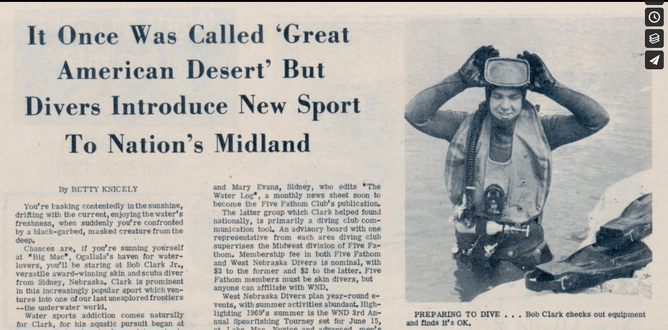 It Once Was Called ‘Great
American Desert’ But
Divers Introduce New Sport
To Nation’s Midland
By BETTY KNICELY
You're basking contentedly in the sunshine,
drifting with the current, enjoying the water's
freshness, when suddenly you're confronted
by a black-garbed, masked creature from the
deep.
Chances are, if you're sunning yourself
at "Big Mac", Ogallala's haven for water-
lovers, you'll be staring at Bob Clark Jr.,
versatile award-winning skin and scuba diver
from Sidney, Nebraska. Clark is prominent
in this increasingly popular sport which ven-
tures into one of our last unexplored frontiers
--the underwater world.
Water sports addiction comes naturally
for Clark, for his aquatic pursuit began at
and Mary Evans, Sidney, who edits "The
Water Log", a monthly news sheet soon to
become the Five Fathom Club's publication.
The latter group which Clark helped found
nationally, is primarily a diving club com-
munication tool. An advisory board with one
representative from each area diving club
supervises the Midwest division of Five Fa-
thom. Membership fee in both Five Fathom
and West Nebraska Divers is nominal, with
$3 to the former and $2 to the latter. Five
Fathom members must be skin divers, but
anyone can affiliate with WND.
West Nebraska Divers plan year-round e-
vents, with summer activities abundant. High-
lighting 1969's summer is the WND 3rd An-
nual Spearfishing Tourney set for June 15,
at Lake Mac. Novice and advanced men's
PREPARING TO DIVE . . . Bob Clark checks out equipment
and finds it's OK.